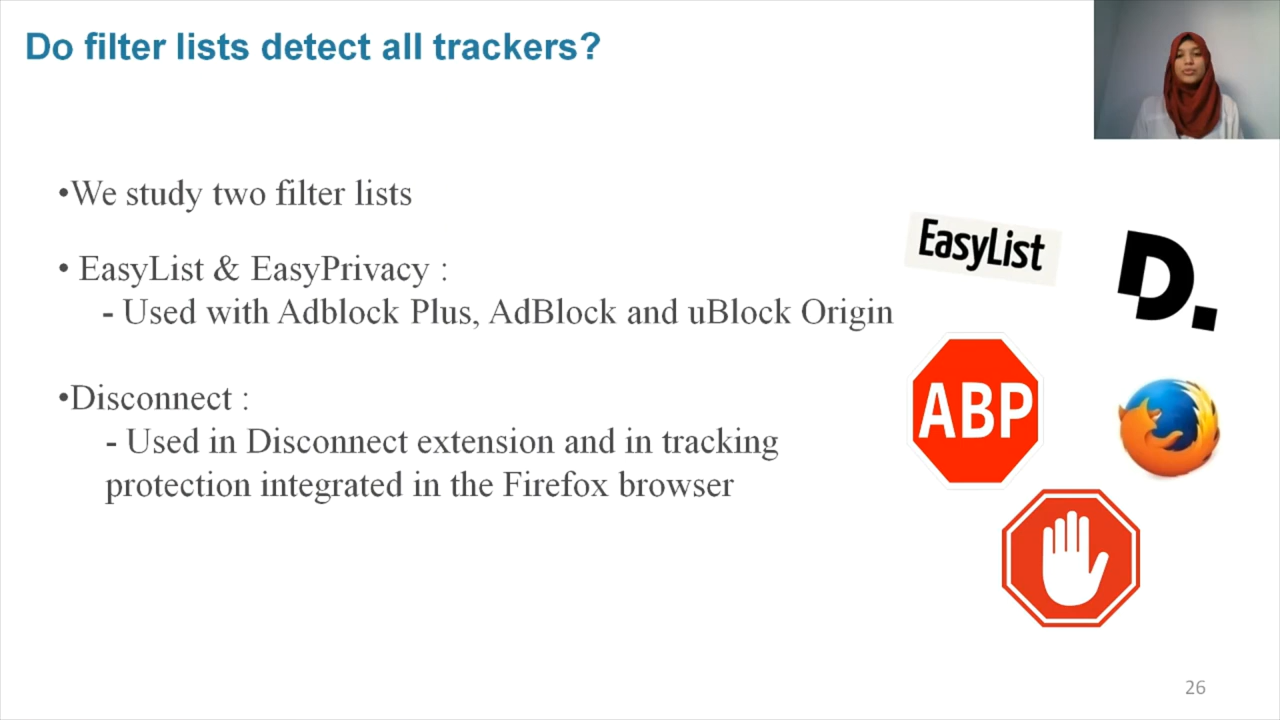 Do filter lists detect all trackers?
•We study two filter lists
• EasyList & EasyPrivacy :
- Used with Adblock Plus, AdBlock and uBlock Origin
•Disconnect :
- Used in Disconnect extension and in tracking
protection integrated in the Firefox browser
EasyList
D.
ABP
26